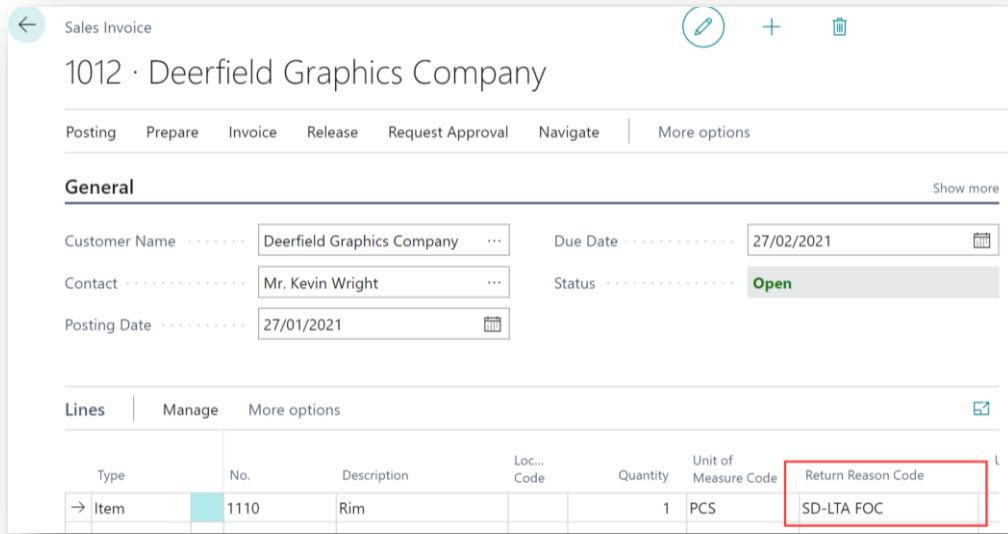 Sales Invoice
1012 · Deerfield Graphics Company
Posting Prepare Invoice Release Request Approval Navigate More options
General Show more
Customer Name Deerfield Graphics Company ... Due Date 27/02/2021
Contact Mr. Kevin Wright ... Status Open
Posting Date 27/01/2021
Lines Manage More options
Type No. Description Loc... Code Quantity Unit of Measure Code Return Reason Code
Item 1110 Rim 1 PCS SD-LTA FOC